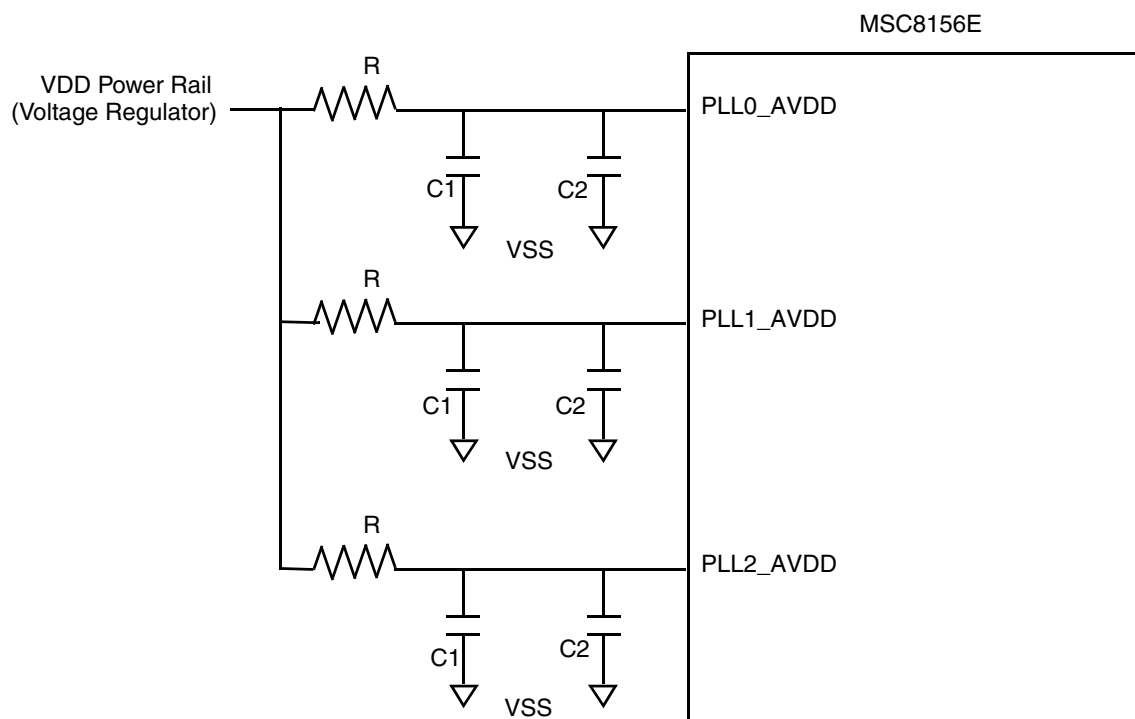 MSC8156E
R
VDD Power Rail
(Voltage Regulator)
PLL0_AVDD
C1
C2
VSS
R
PLL1_AVDD
C1
C2
VSS
R
PLL2_AVDD
C1
C2
VSS